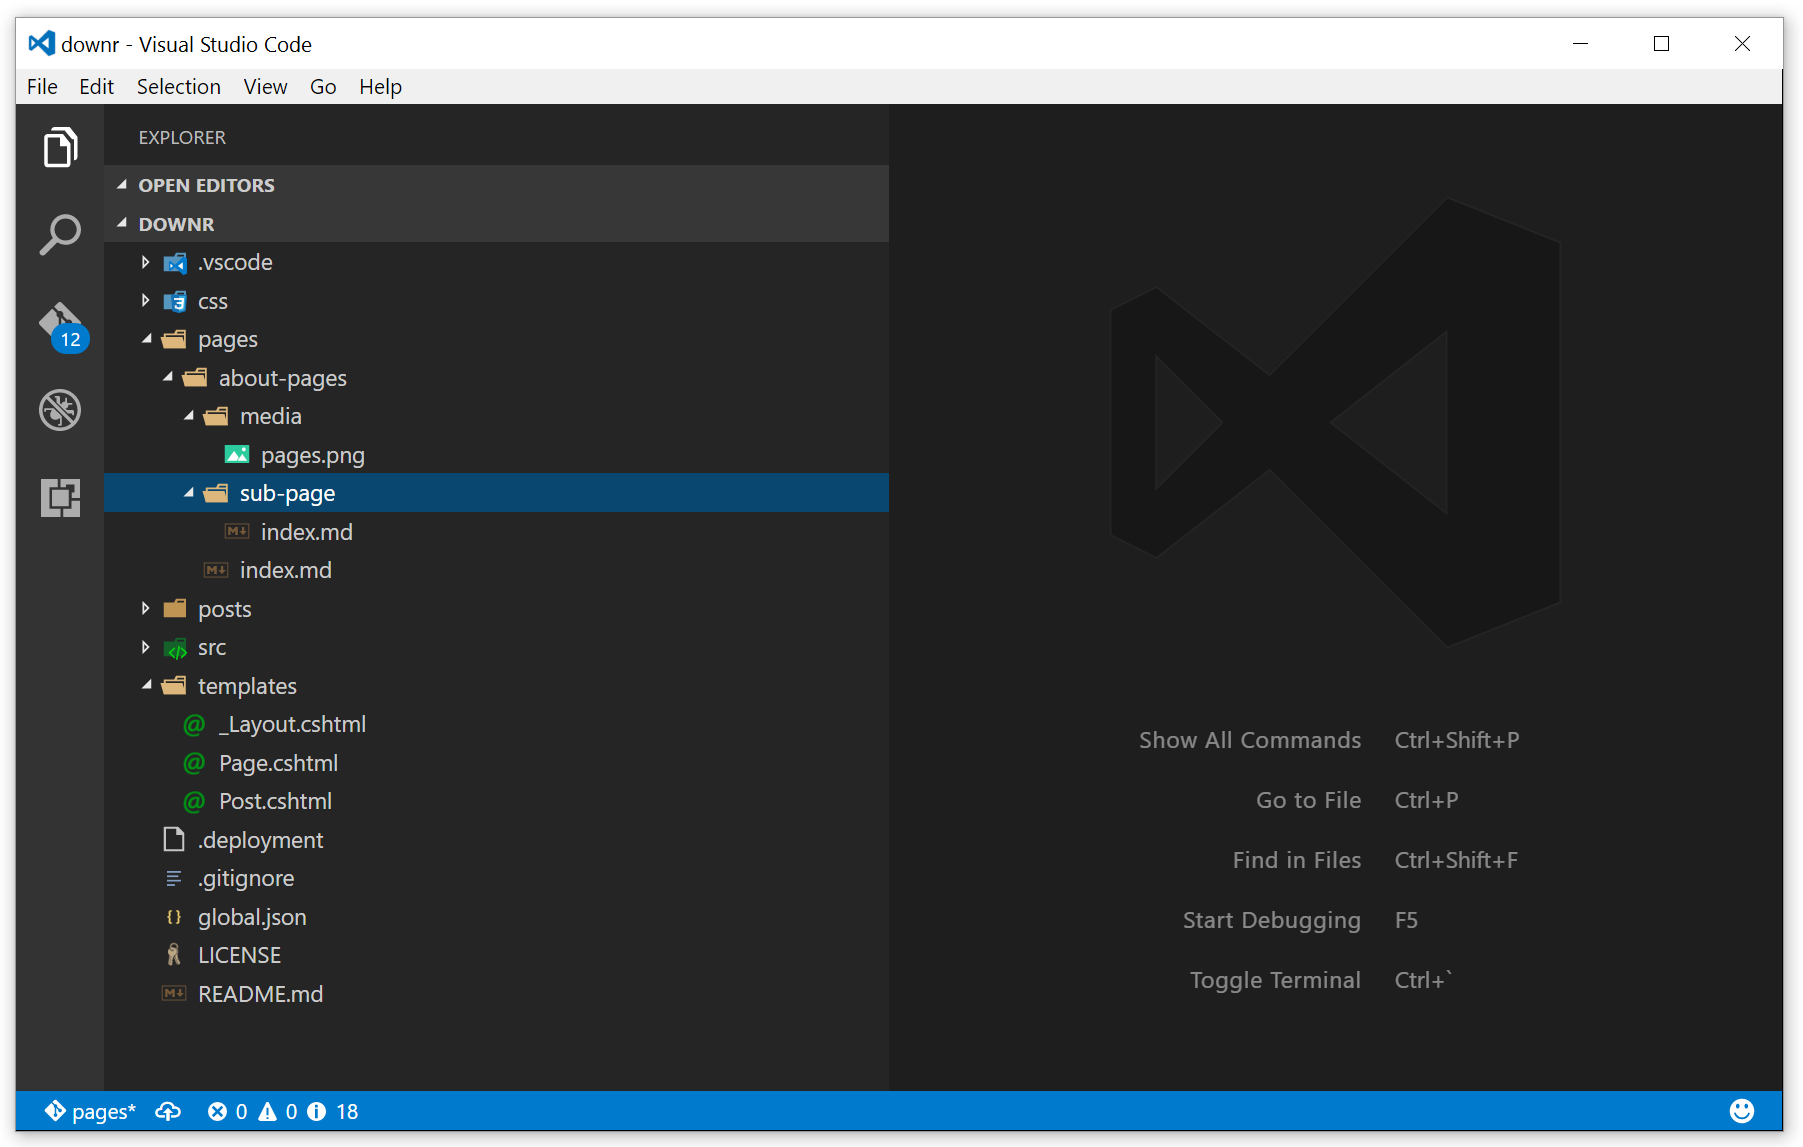 downr - Visual Studio Code
File Edit Selection View Go Help
EXPLORER
OPEN EDITORS
DOWNR
.vscode
css
pages
about-pages
media
pages.png
sub-page
index.md
index.md
posts
src
templates
_Layout.cshtml
Page.cshtml
Post.cshtml
.deployment
.gitignore
global.json
LICENSE
README.md
12
Show All Commands Ctrl+Shift+P
Go to File Ctrl+P
Find in Files Ctrl+Shift+F
Start Debugging F5
Toggle Terminal Ctrl+`
pages* 0 0 18